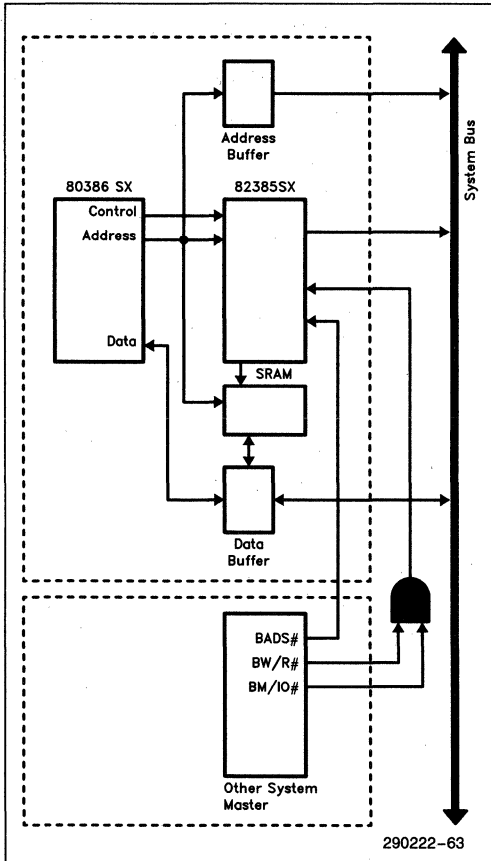 Address
Buffer
System Bus
80386 SX
82385SX
Control
Address
Data
SRAM
Data
Buffer
BADS#
BW/R#
BM/IO#
Other System
Master
290222-63